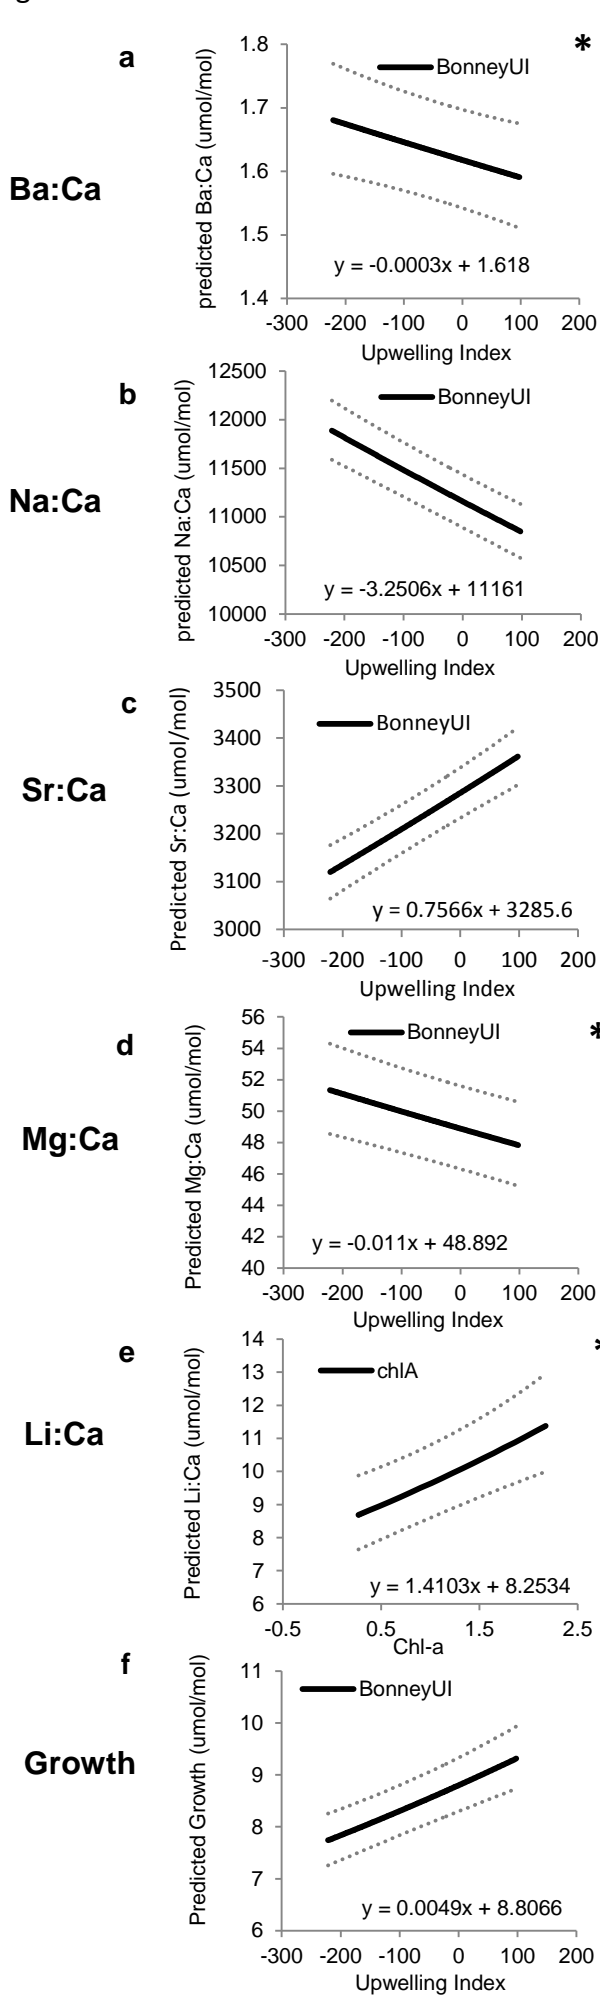 a
*
Ba:Ca
predicted Ba:Ca (umol/mol)
1.8
1.7
1.6
1.5
1.4
BonneyUI
y = -0.0003x + 1.618
-300 -200 -100 0 100 200
Upwelling Index
b
Na:Ca
predicted Na:Ca (umol/mol)
12500
12000
11500
11000
10500
10000
BonneyUI
y = -3.2506x + 11161
-300 -200 -100 0 100 200
Upwelling Index
c
Sr:Ca
Predicted Sr:Ca (umol/mol)
3500
3400
3300
3200
3100
3000
BonneyUI
y = 0.7566x + 3285.6
-300 -200 -100 0 100 200
Upwelling Index
d
*
Mg:Ca
Predicted Mg:Ca (umol/mol)
56
54
52
50
48
46
44
42
40
BonneyUI
y = -0.011x + 48.892
-300 -200 -100 0 100 200
Upwelling Index
e
*
Li:Ca
Predicted Li:Ca (umol/mol)
14
13
12
11
10
9
8
7
6
chlA
y = 1.4103x + 8.2534
-0.5 0.5 1.5 2.5
Chl-a
f
Growth
Predicted Growth (umol/mol)
11
10
9
8
7
6
BonneyUI
y = 0.0049x + 8.8066
-300 -200 -100 0 100 200
Upwelling Index